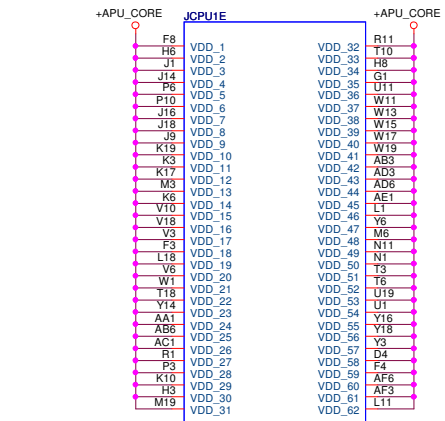 +APU_CORE JCPU1E +APU_CORE
F8 VDD_1 VDD_32 R11
H6 VDD_2 VDD_33 T10
J1 VDD_3 VDD_34 H8
J14 VDD_4 VDD_35 G1
P6 VDD_5 VDD_36 U11
P10 VDD_6 VDD_37 W11
J16 VDD_7 VDD_38 W13
J18 VDD_8 VDD_39 W15
J9 VDD_9 VDD_40 W17
K19 VDD_10 VDD_41 W19
K3 VDD_11 VDD_42 AB3
K17 VDD_12 VDD_43 AD3
M3 VDD_13 VDD_44 AD6
K6 VDD_14 VDD_45 AE1
V10 VDD_15 VDD_46 L1
V18 VDD_16 VDD_47 Y6
V3 VDD_17 VDD_48 M6
F3 VDD_18 VDD_49 N11
L18 VDD_19 VDD_50 N1
V6 VDD_20 VDD_51 T3
W1 VDD_21 VDD_52 T6
T18 VDD_22 VDD_53 U19
Y14 VDD_23 VDD_54 U1
AA1 VDD_24 VDD_55 Y16
AB6 VDD_25 VDD_56 Y18
AC1 VDD_26 VDD_57 Y3
R1 VDD_27 VDD_58 D4
P3 VDD_28 VDD_59 F4
K10 VDD_29 VDD_60 AF6
H3 VDD_30 VDD_61 AF3
M19 VDD_31 VDD_62 L11